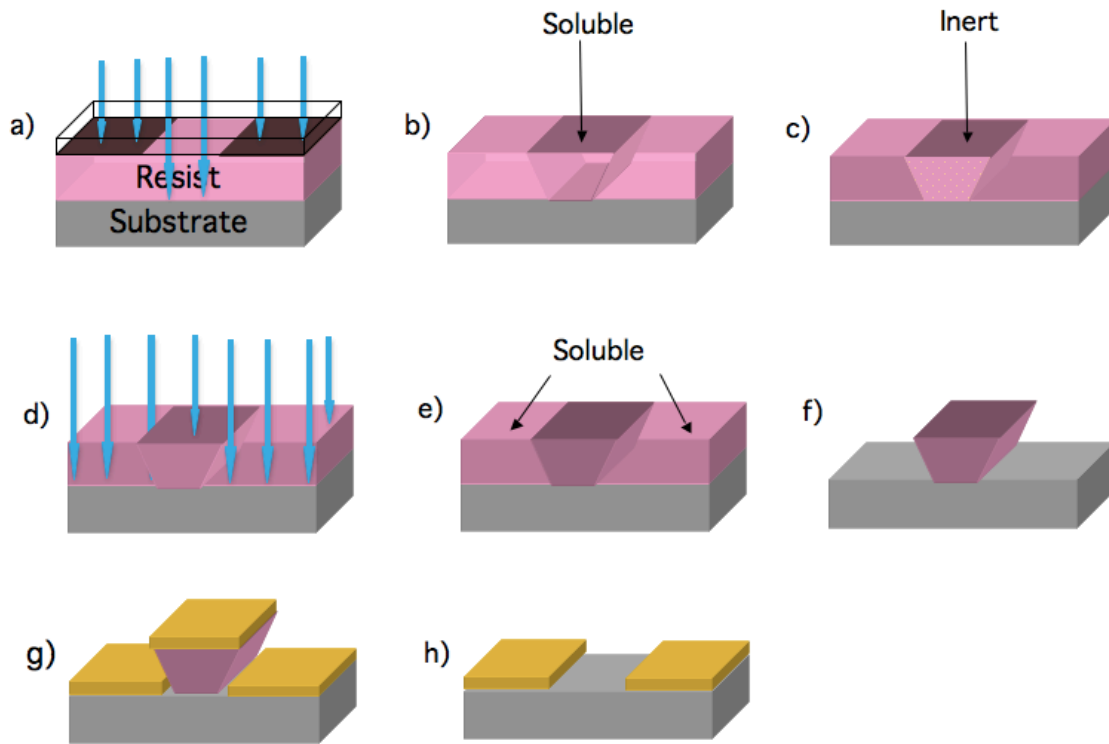 Soluble
Inert
a)
b)
c)
Resist
Substrate
d)
Soluble
e)
f)
g)
h)